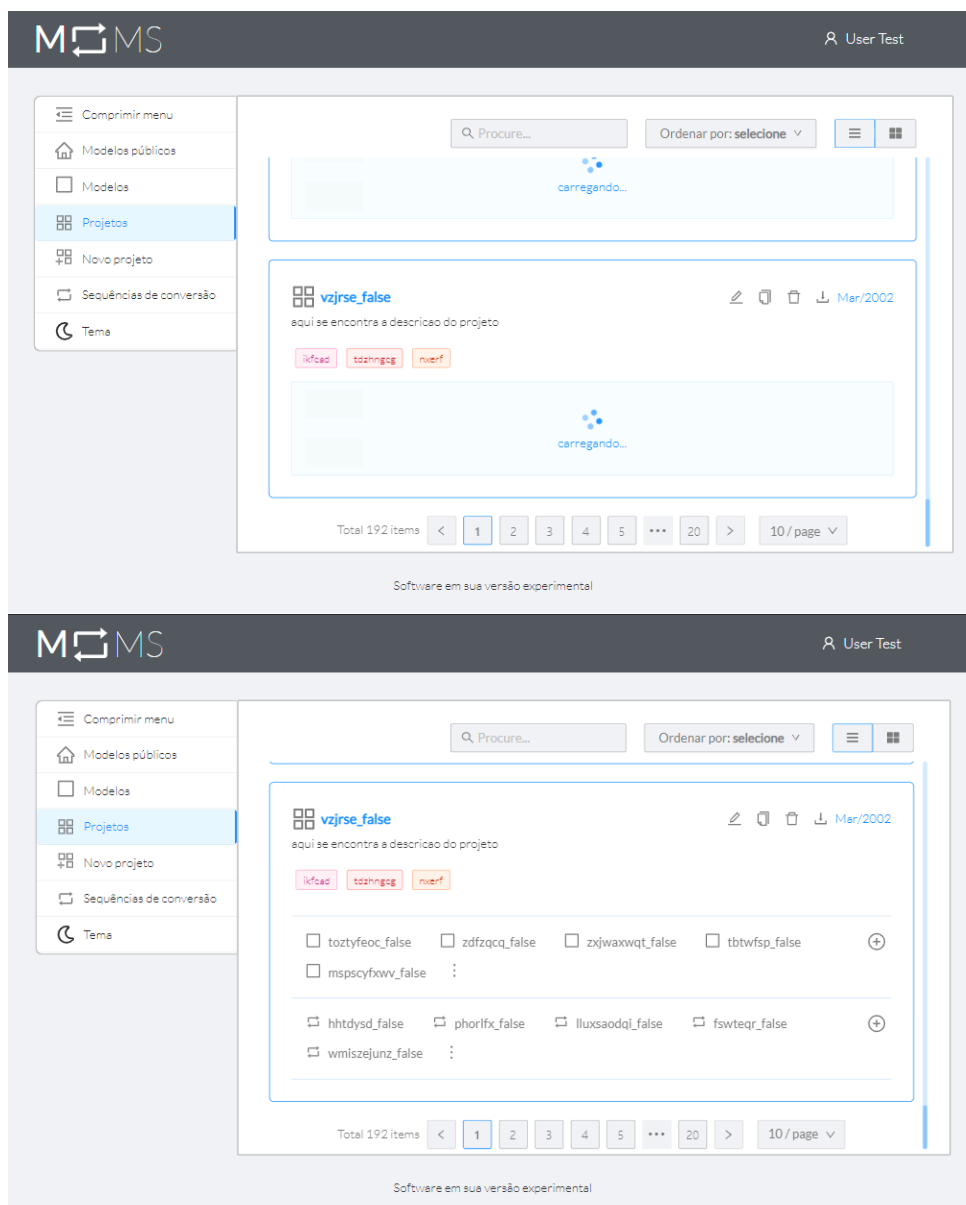 MMS
User Test
Comprimir menu
Modelos públicos
Modelos
Projetos
Novo projeto
Sequências de conversão
Tema
Procure...
Ordenar por: selecione
carregando...
vzjrse_false
Mar/2002
aqui se encontra a descricao do projeto
ikfcad tdzhngcg nxerf
carregando...
Total 192 items < 1 2 3 4 5 ••• 20 > 10 / page
Software em sua versão experimental
MMS
User Test
Comprimir menu
Modelos públicos
Modelos
Projetos
Novo projeto
Sequências de conversão
Tema
Procure...
Ordenar por: selecione
vzjrse_false
Mar/2002
aqui se encontra a descricao do projeto
ikfcad tdzhngcg nxerf
toztyfeoc_false zdfzqcq_false zxjwaxwqt_false tbtwfsp_false
mspscyfxwv_false
hhtdysd_false phorlfx_false lluxsaodqi_false fswteqr_false
wmiszejunz_false
Total 192 items < 1 2 3 4 5 ••• 20 > 10 / page
Software em sua versão experimental